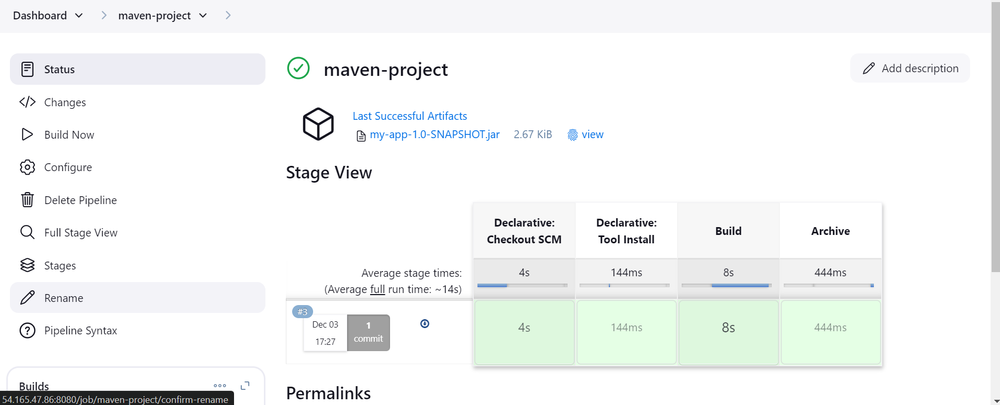 Dashboard
maven-project
Status
Changes
Build Now
Configure
Delete Pipeline
Full Stage View
Stages
Rename
Pipeline Syntax
Builds
54.165.47.86:8080/job/maven-project/confirm-rename
maven-project
Add description
Last Successful Artifacts
my-app-1.0-SNAPSHOT.jar 2.67 KiB view
Stage View
Declarative:
Checkout SCM
Declarative:
Tool Install
Build
Archive
Average stage times:
(Average full run time: ~14s)
4s
144ms
8s
444ms
#3
Dec 03
17:27
1
commit
4s
144ms
8s
444ms
Permalinks